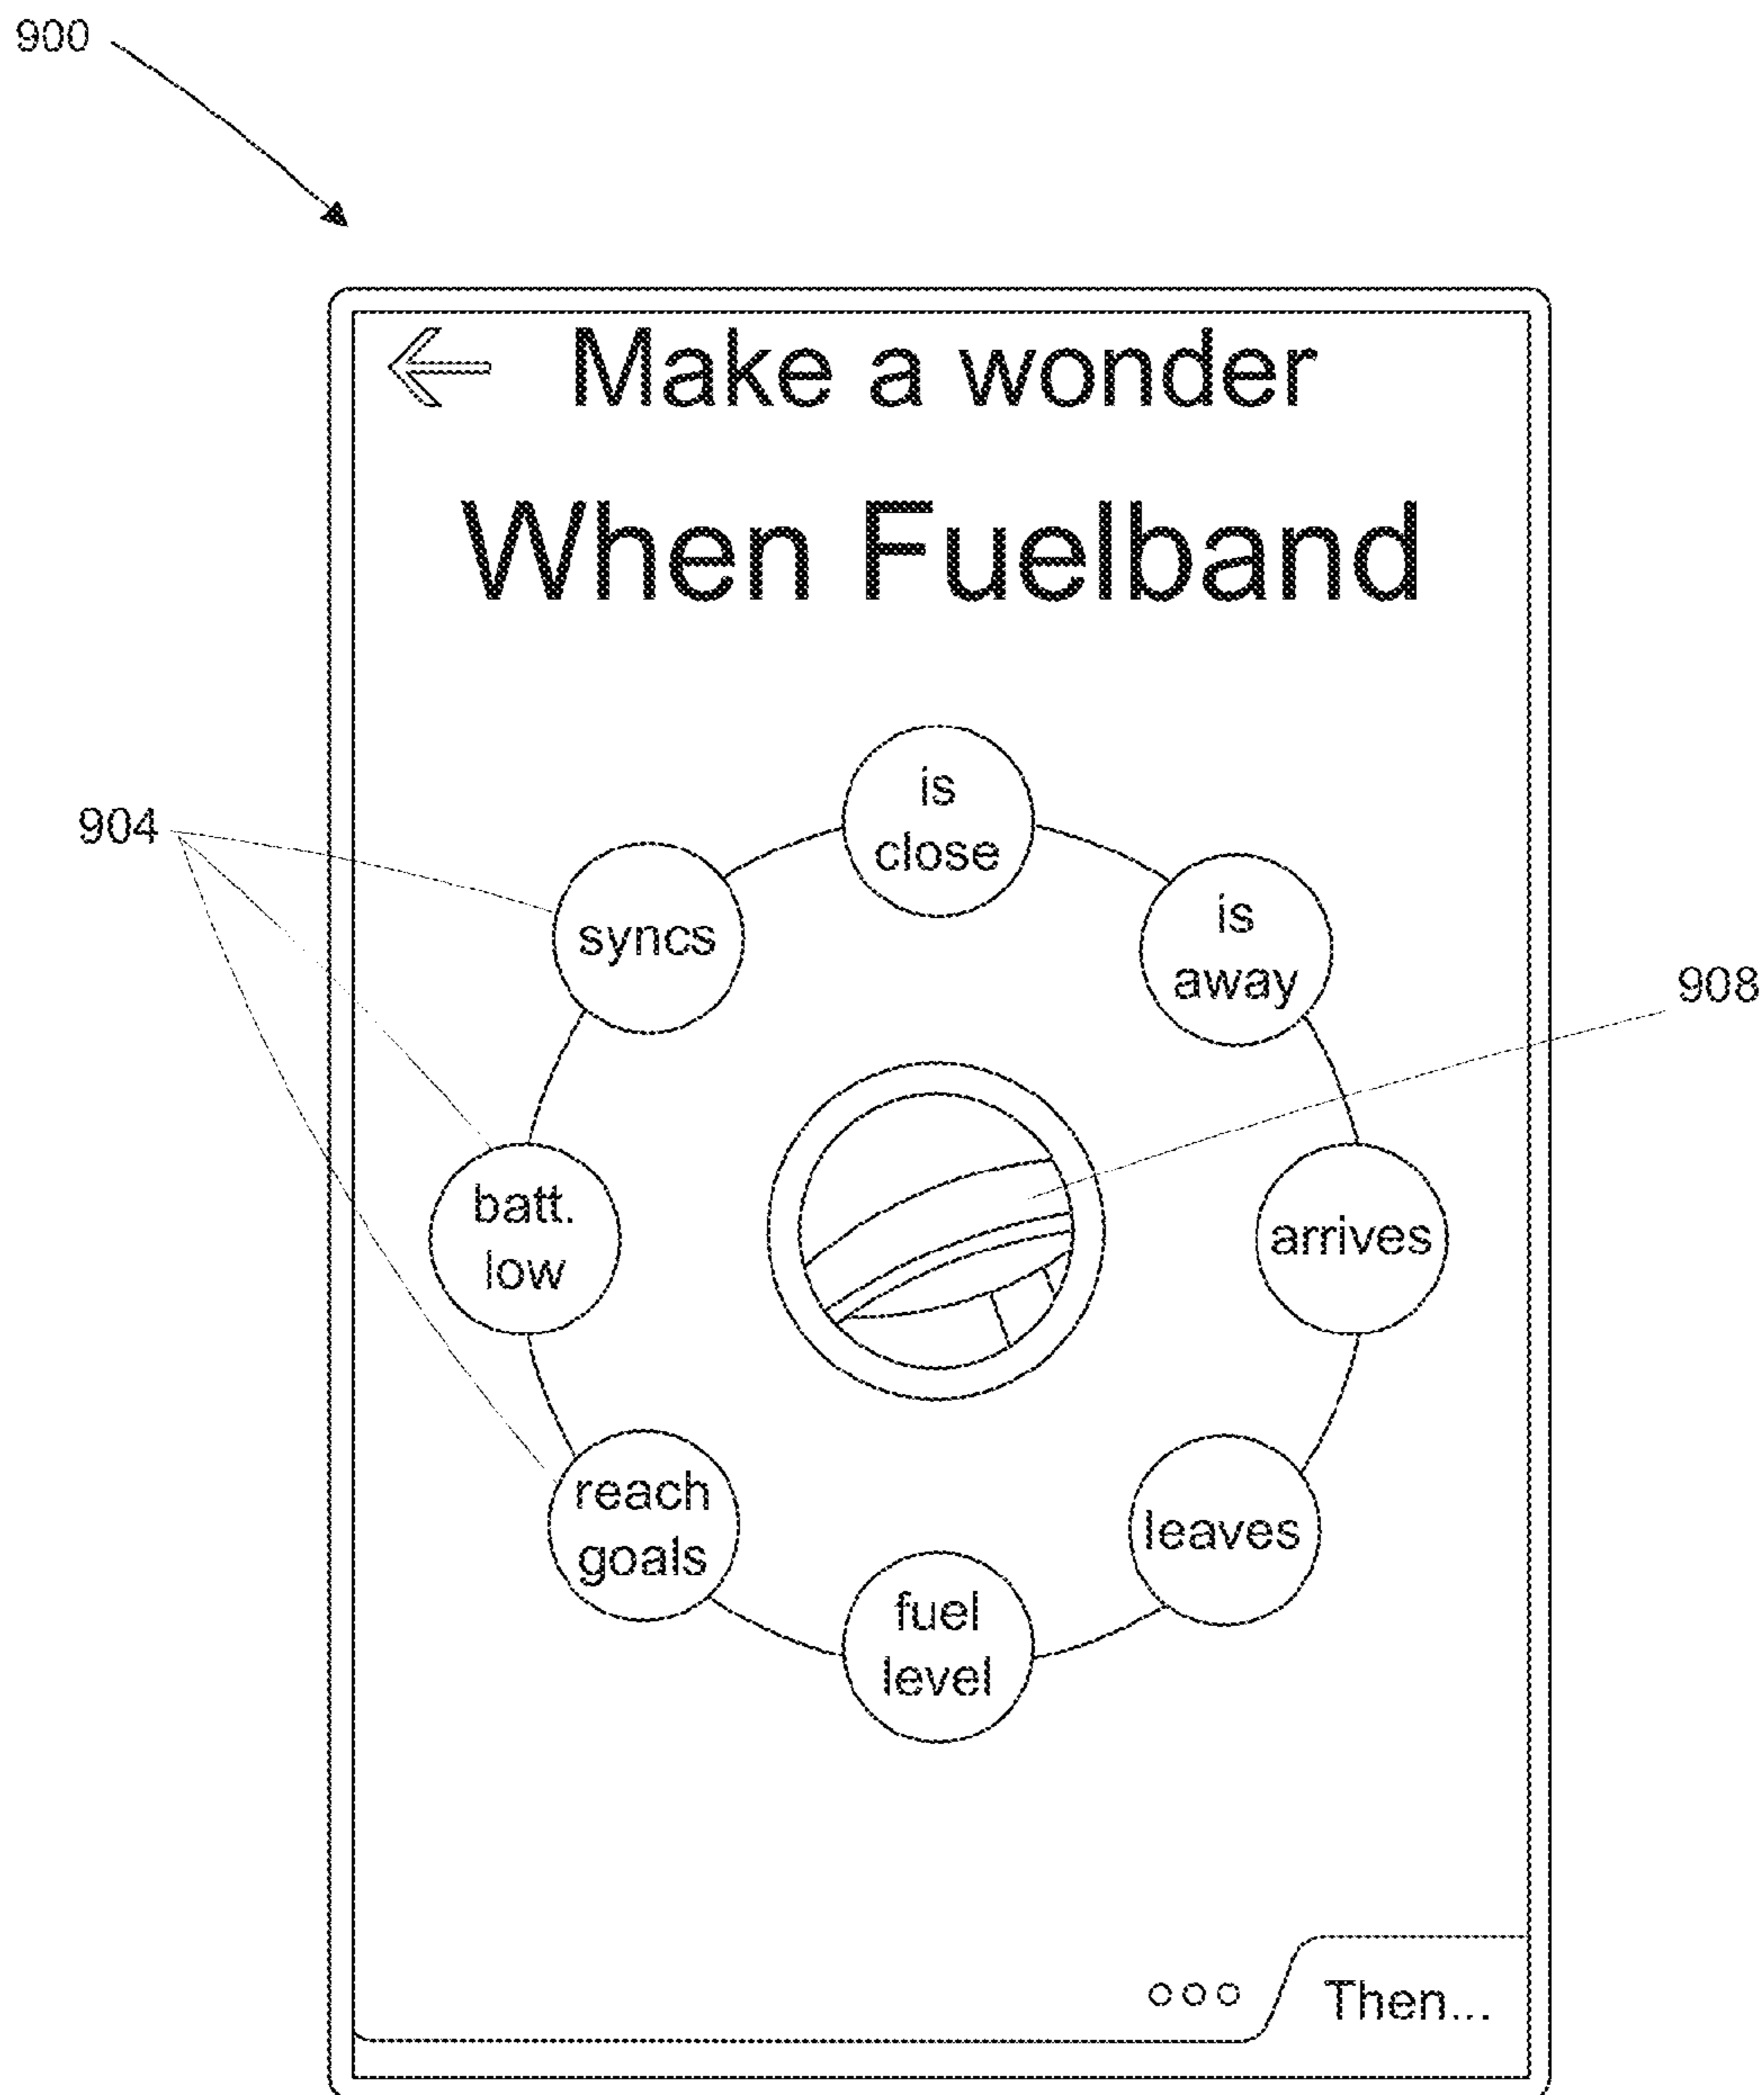 900
Make a wonder
When Fuelband
is
close
904
syncs
is
away
908
batt.
low
arrives
reach
goals
leaves
fuel
level
ooo
Then...